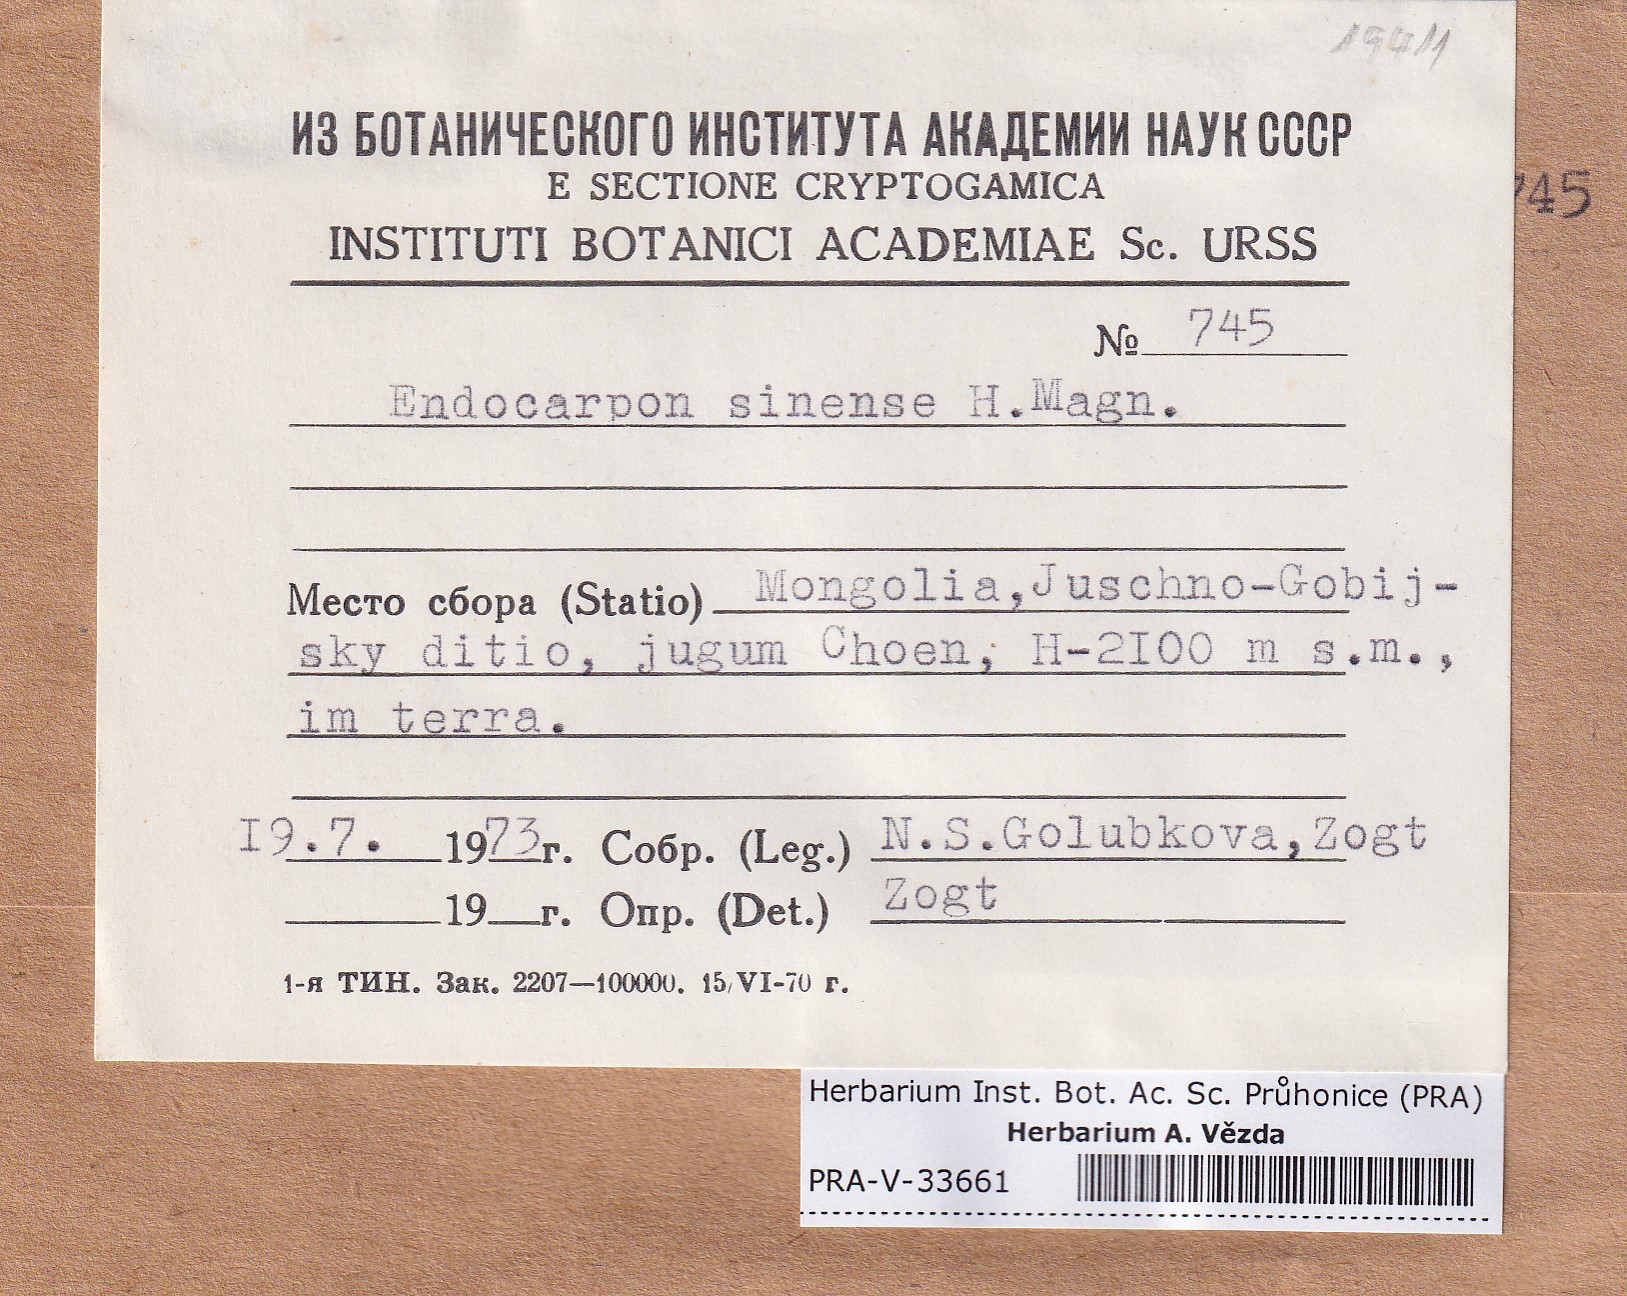 19411
ИЗ БОТАНИЧЕСКОГО ИНСТИТУТА АКАДЕМИИ НАУК СССР
E SECTIONE CRYPTOGAMICA
INSTITUTI BOTANICI ACADEMIAE Sc. URSS
745
№ 745
Endocarpon sinense H.Magn.
Место сбора (Statio) Mongolia,Juschno-Gobij-
sky ditio, jugum Choen, H-2I00 m s.m.,
im terra.
I9.7. 1973г. Собр. (Leg.) N.S.Golubkova,Zogt
19 г. Опр. (Det.) Zogt
1-я ТИН. Зак. 2207—100000. 15/VI-70 г.
Herbarium Inst. Bot. Ac. Sc. Průhonice (PRA)
Herbarium A. Vězda
PRA-V-33661